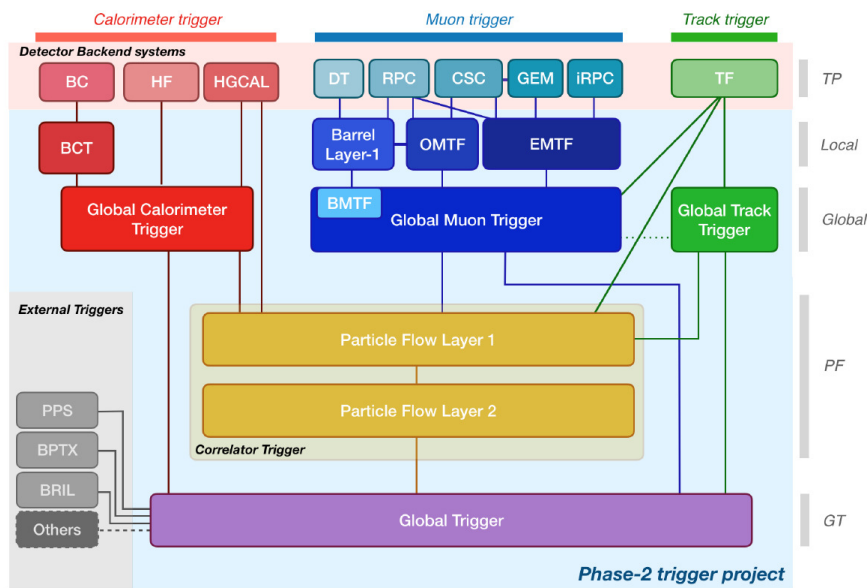 Calorimeter trigger
Muon trigger
Track trigger
Detector Backend systems
BC
HF
HGCAL
DT
RPC
CSC
GEM
iRPC
TF
TP
BCT
Barrel
Layer-1
OMTF
EMTF
Local
Global Calorimeter
Trigger
BMTF
Global Muon Trigger
Global Track
Trigger
Global
External Triggers
Particle Flow Layer 1
PF
Particle Flow Layer 2
PPS
BPTX
Correlator Trigger
BRIL
Others
Global Trigger
GT
Phase-2 trigger project